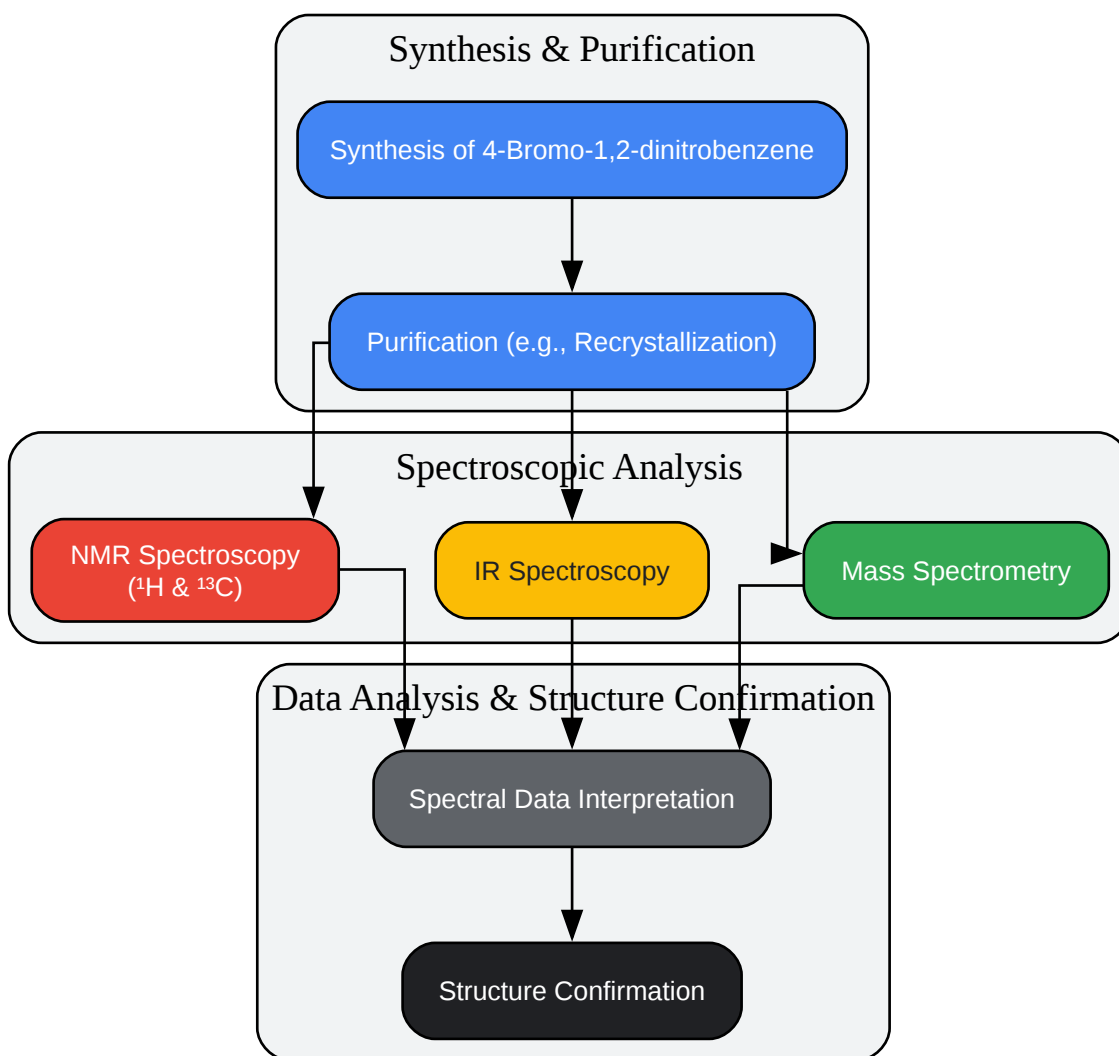 Synthesis & Purification
Synthesis of 4-Bromo-1,2-dinitrobenzene
Purification (e.g., Recrystallization)
Spectroscopic Analysis
NMR Spectroscopy
(¹H & ¹³C)
IR Spectroscopy
Mass Spectrometry
Data Analysis & Structure Confirmation
Spectral Data Interpretation
Structure Confirmation